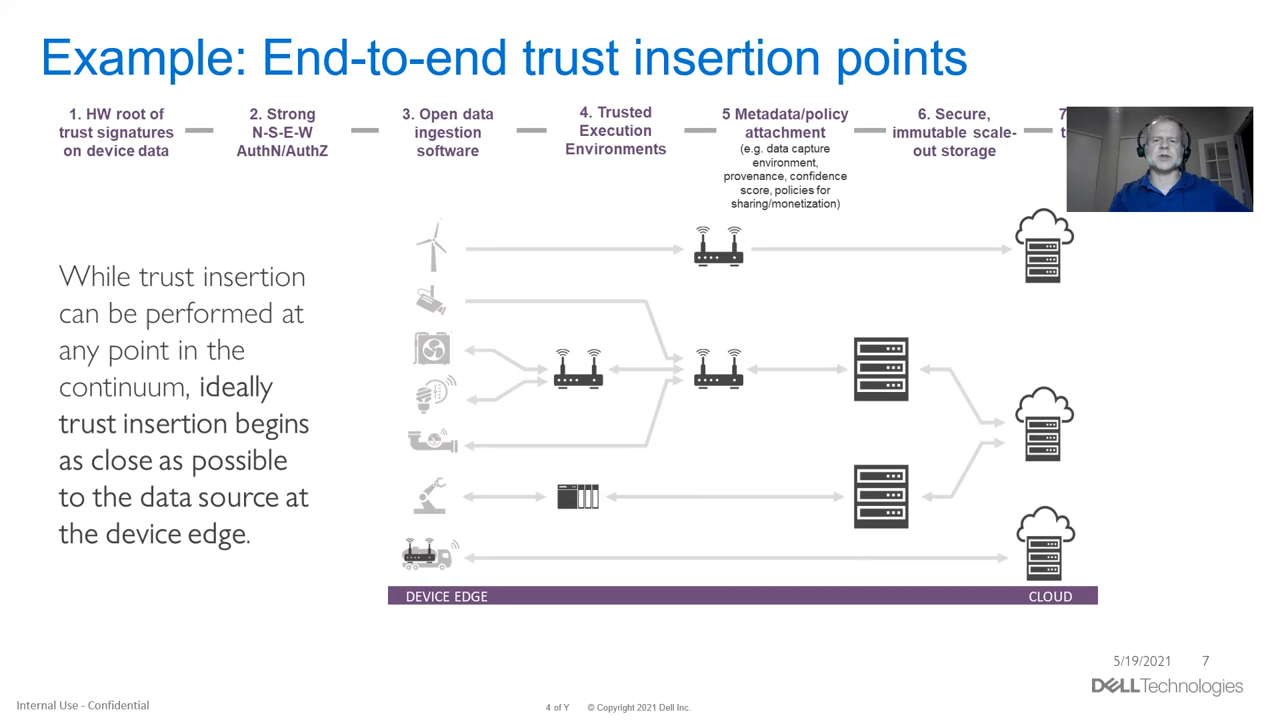 Example: End-to-end trust insertion points
1. HW root of
trust signatures
on device data
2. Strong
N-S-E-W
AuthN/AuthZ
3. Open data
ingestion
software
4. Trusted
Execution
Environments
5 Metadata/policy
attachment
(e.g. data capture
environment,
provenance, confidence
score, policies for
sharing/monetization)
6. Secure,
immutable scale-
out storage
While trust insertion
can be performed at
any point in the
continuum, ideally
trust insertion begins
as close as possible
to the data source at
the device edge.
DEVICE EDGE
CLOUD
5/19/2021
7
DELLTechnologies
Internal Use - Confidential
4 of Y
© Copyright 2021 Dell Inc.